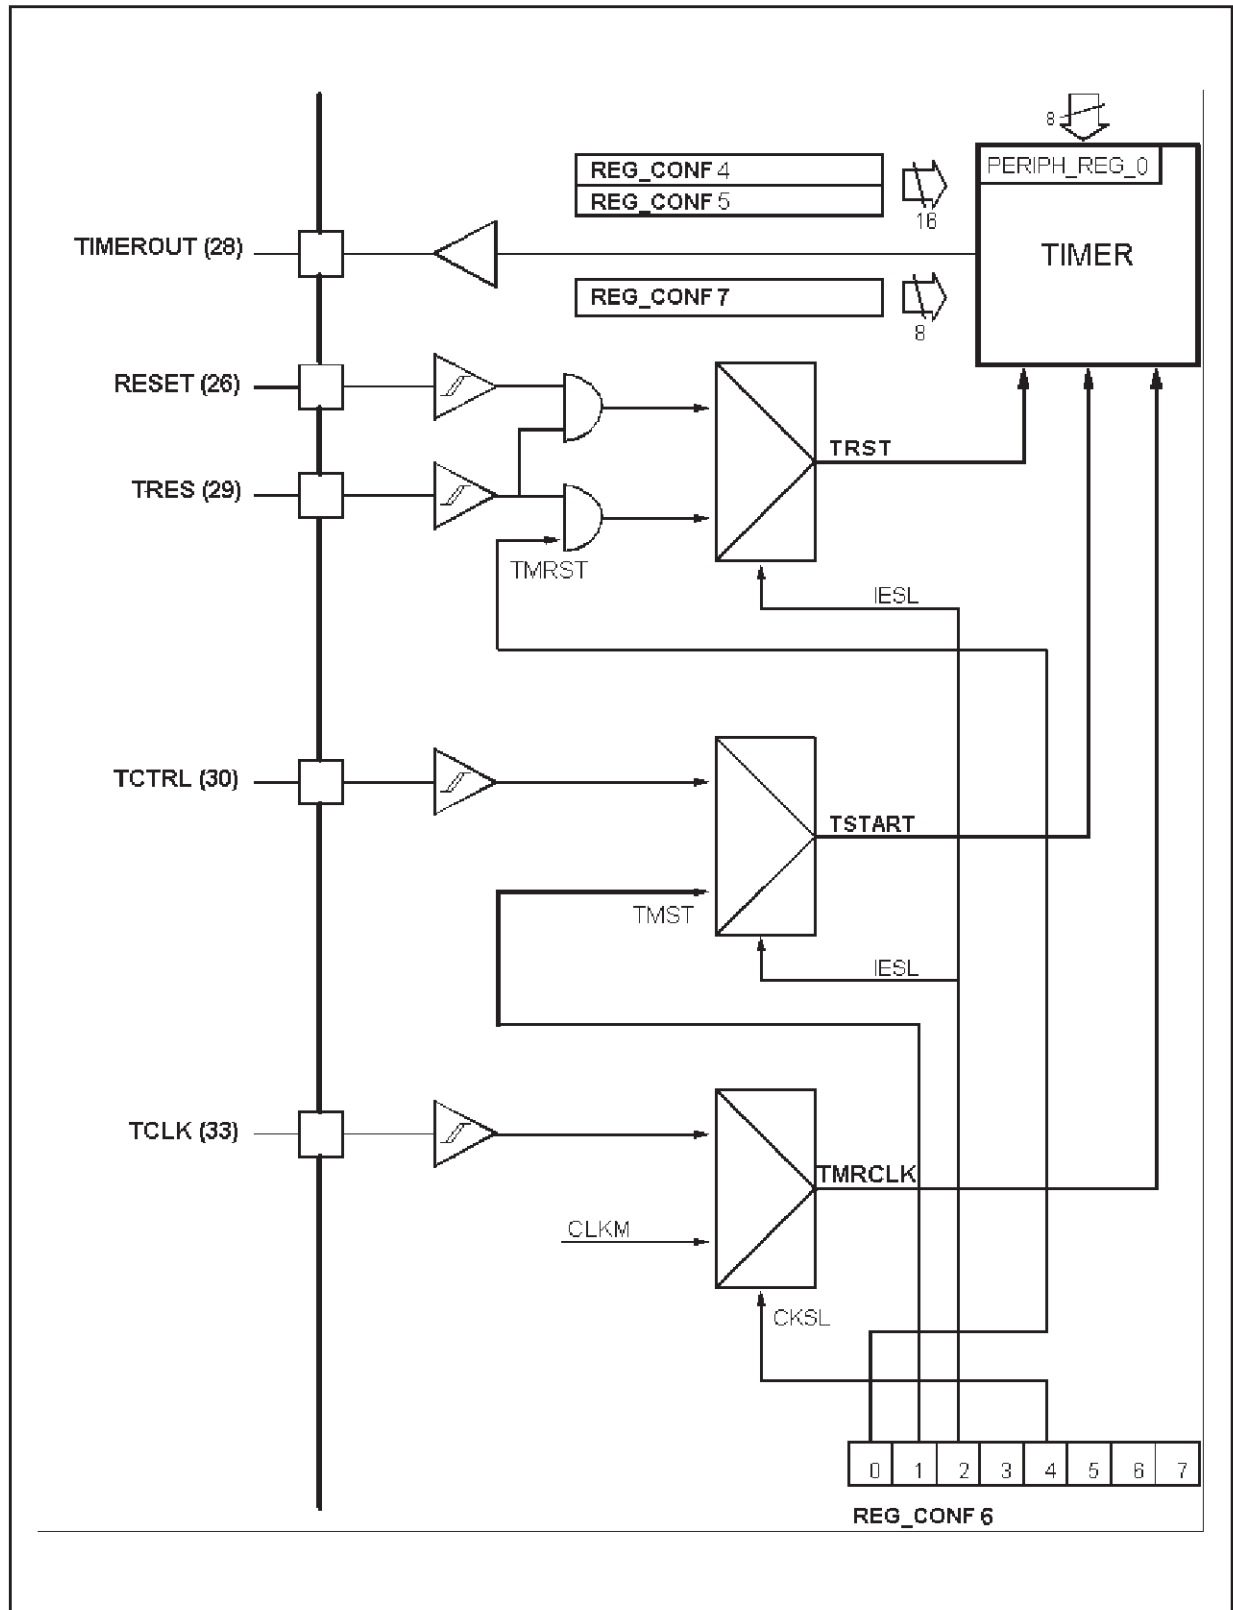 8
PERIPH_REG_0
REG_CONF 4
REG_CONF 5
16
TIMEROUT (28)
TIMER
REG_CONF 7
8
RESET (26)
TRST
TRES (29)
TMRST
IESL
TCTRL (30)
TSTART
TMST
IESL
TCLK (33)
TMRCLK
CLKM
CKSL
0 1 2 3 4 5 6 7
REG_CONF 6